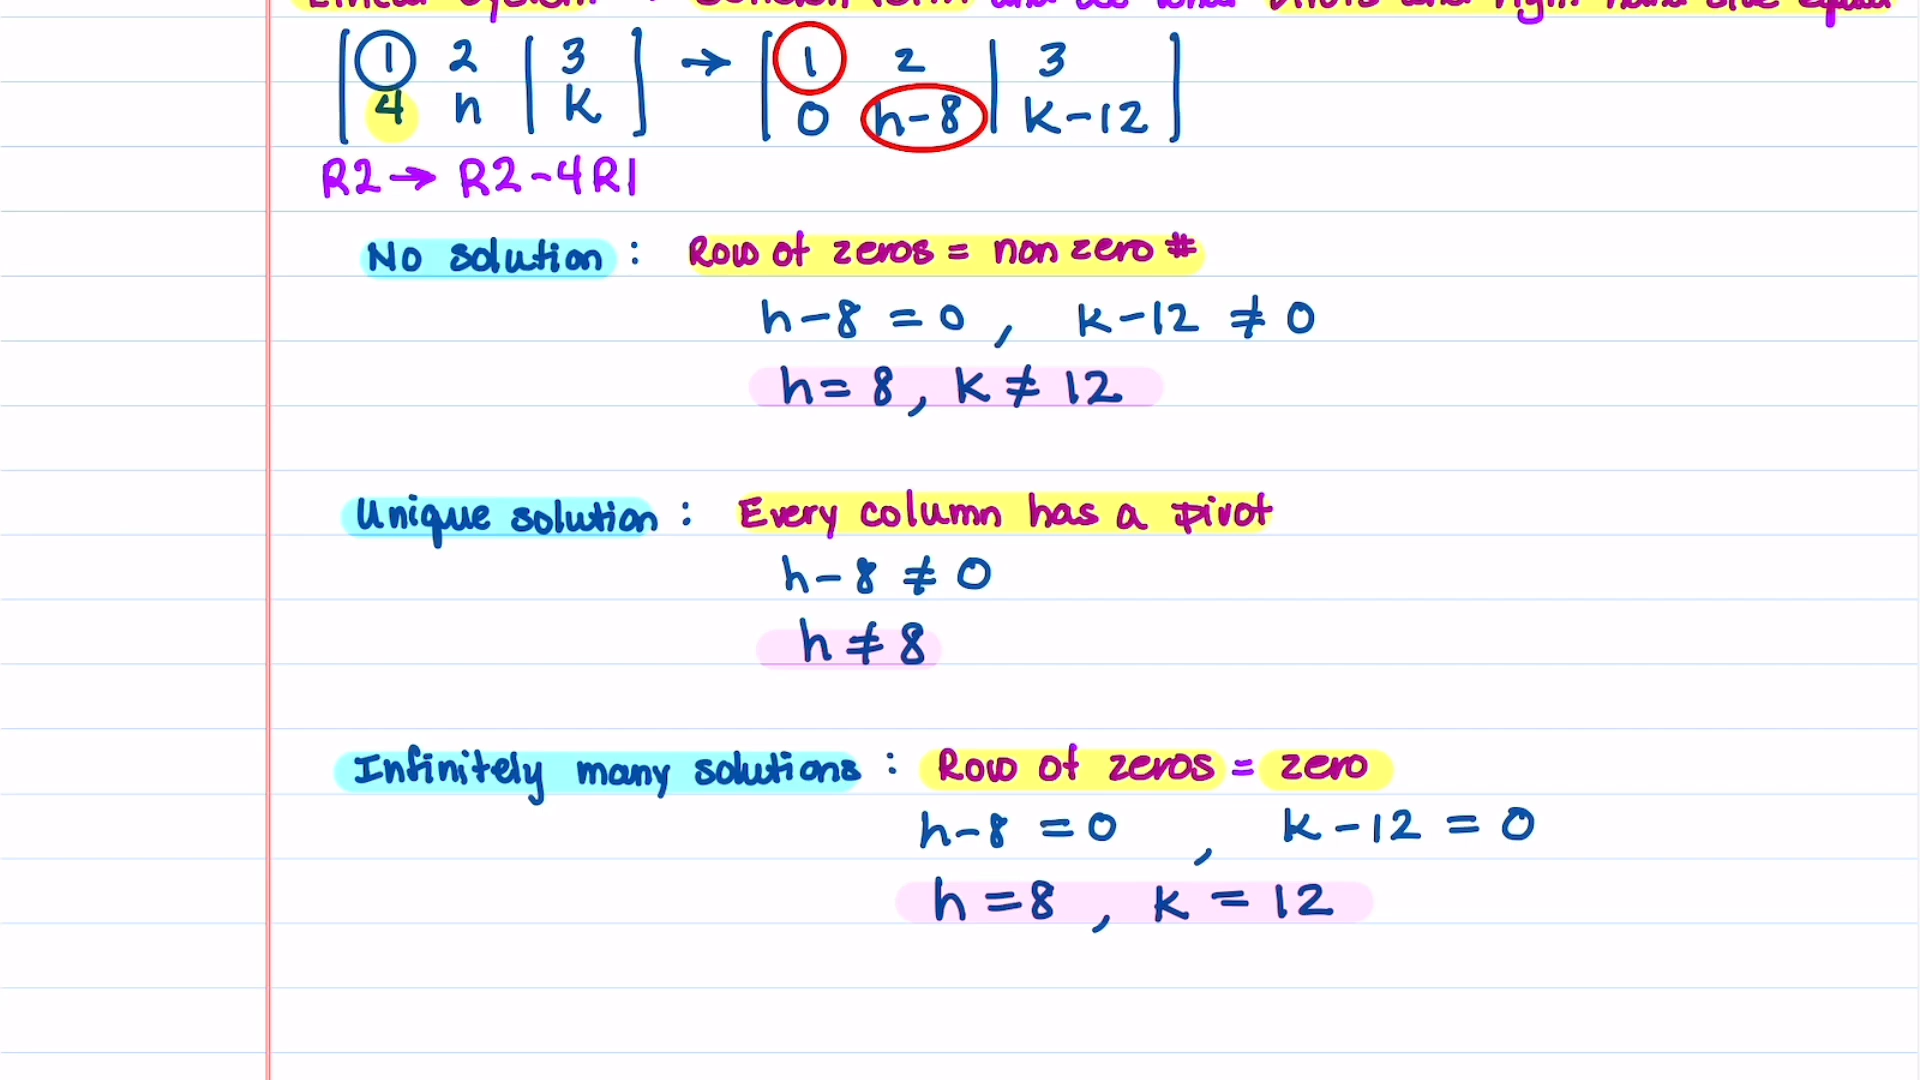 [ 1 2 | 3 ] → [ 1 2 | 3 ]
[ 4 h | k ] [ 0 h-8 | k-12 ]
R2 → R2-4R1
No solution : Row of zeros = non zero #
h-8 = 0 , k-12 ≠ 0
h = 8 , k ≠ 12
Unique solution : Every column has a pivot
h-8 ≠ 0
h ≠ 8
Infinitely many solutions : Row of zeros = zero
h-8 = 0 , k-12 = 0
h = 8 , k = 12